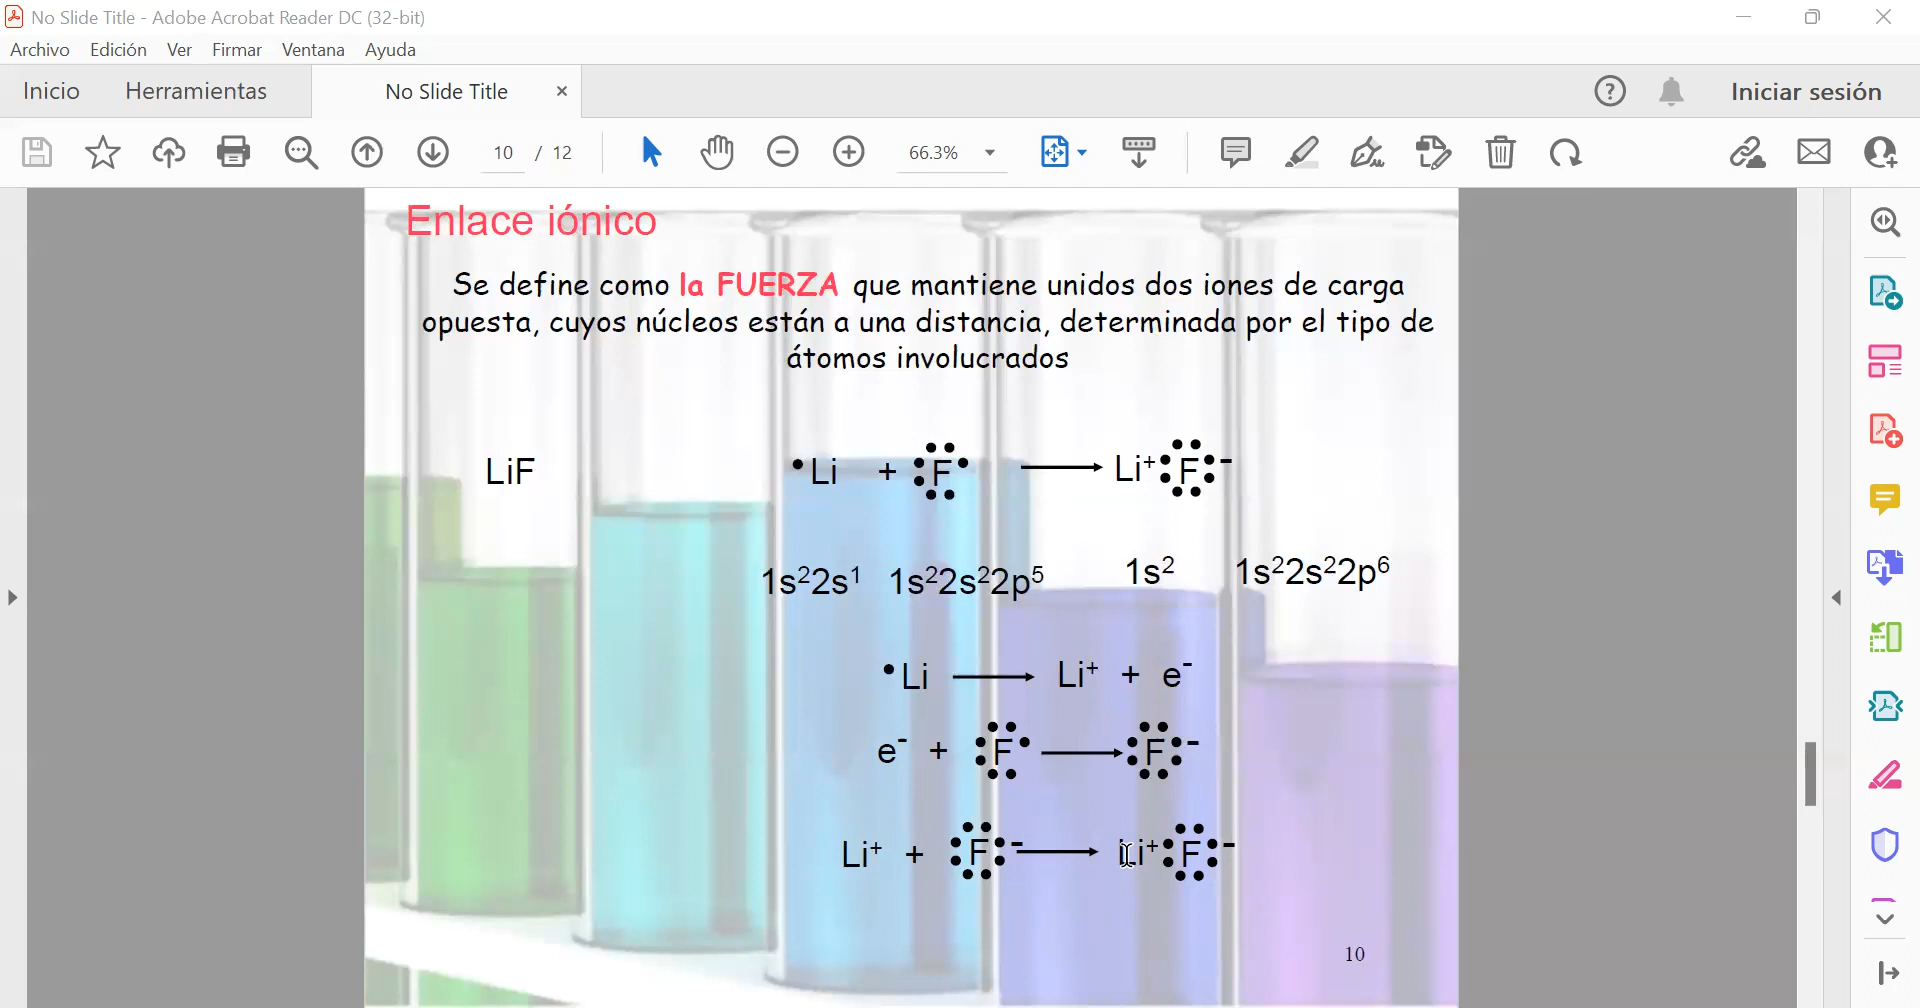 No Slide Title - Adobe Acrobat Reader DC (32-bit)
Archivo Edición Ver Firmar Ventana Ayuda
Inicio Herramientas No Slide Title × Iniciar sesión
10 / 12 66.3%
Enlace iónico
Se define como la FUERZA que mantiene unidos dos iones de carga
opuesta, cuyos núcleos están a una distancia, determinada por el tipo de
átomos involucrados
LiF •Li + F → Li⁺ F⁻
1s²2s¹ 1s²2s²2p⁵ 1s² 1s²2s²2p⁶
•Li → Li⁺ + e⁻
e⁻ + F → F⁻
Li⁺ + F⁻ → Li⁺ F⁻
10